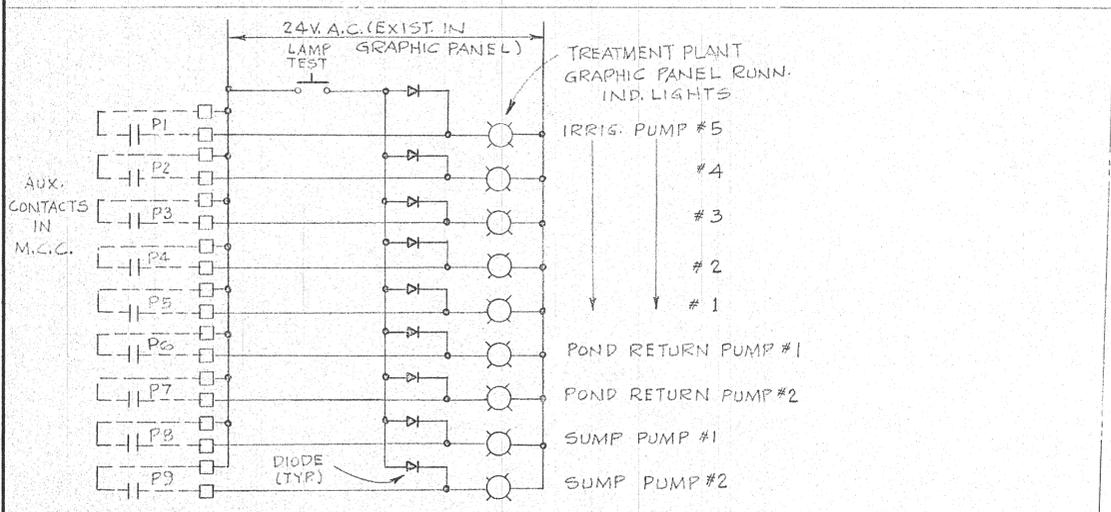 24V. A.C. (EXIST. IN
GRAPHIC PANEL)
LAMP
TEST
TREATMENT PLANT
GRAPHIC PANEL RUNN.
IND. LIGHTS
AUX.
CONTACTS
IN
M.C.C.
P1
IRRIG. PUMP #5
P2
#4
P3
#3
P4
#2
P5
#1
P6
POND RETURN PUMP #1
P7
POND RETURN PUMP #2
P8
SUMP PUMP #1
P9
SUMP PUMP #2
DIODE
(TYP.)